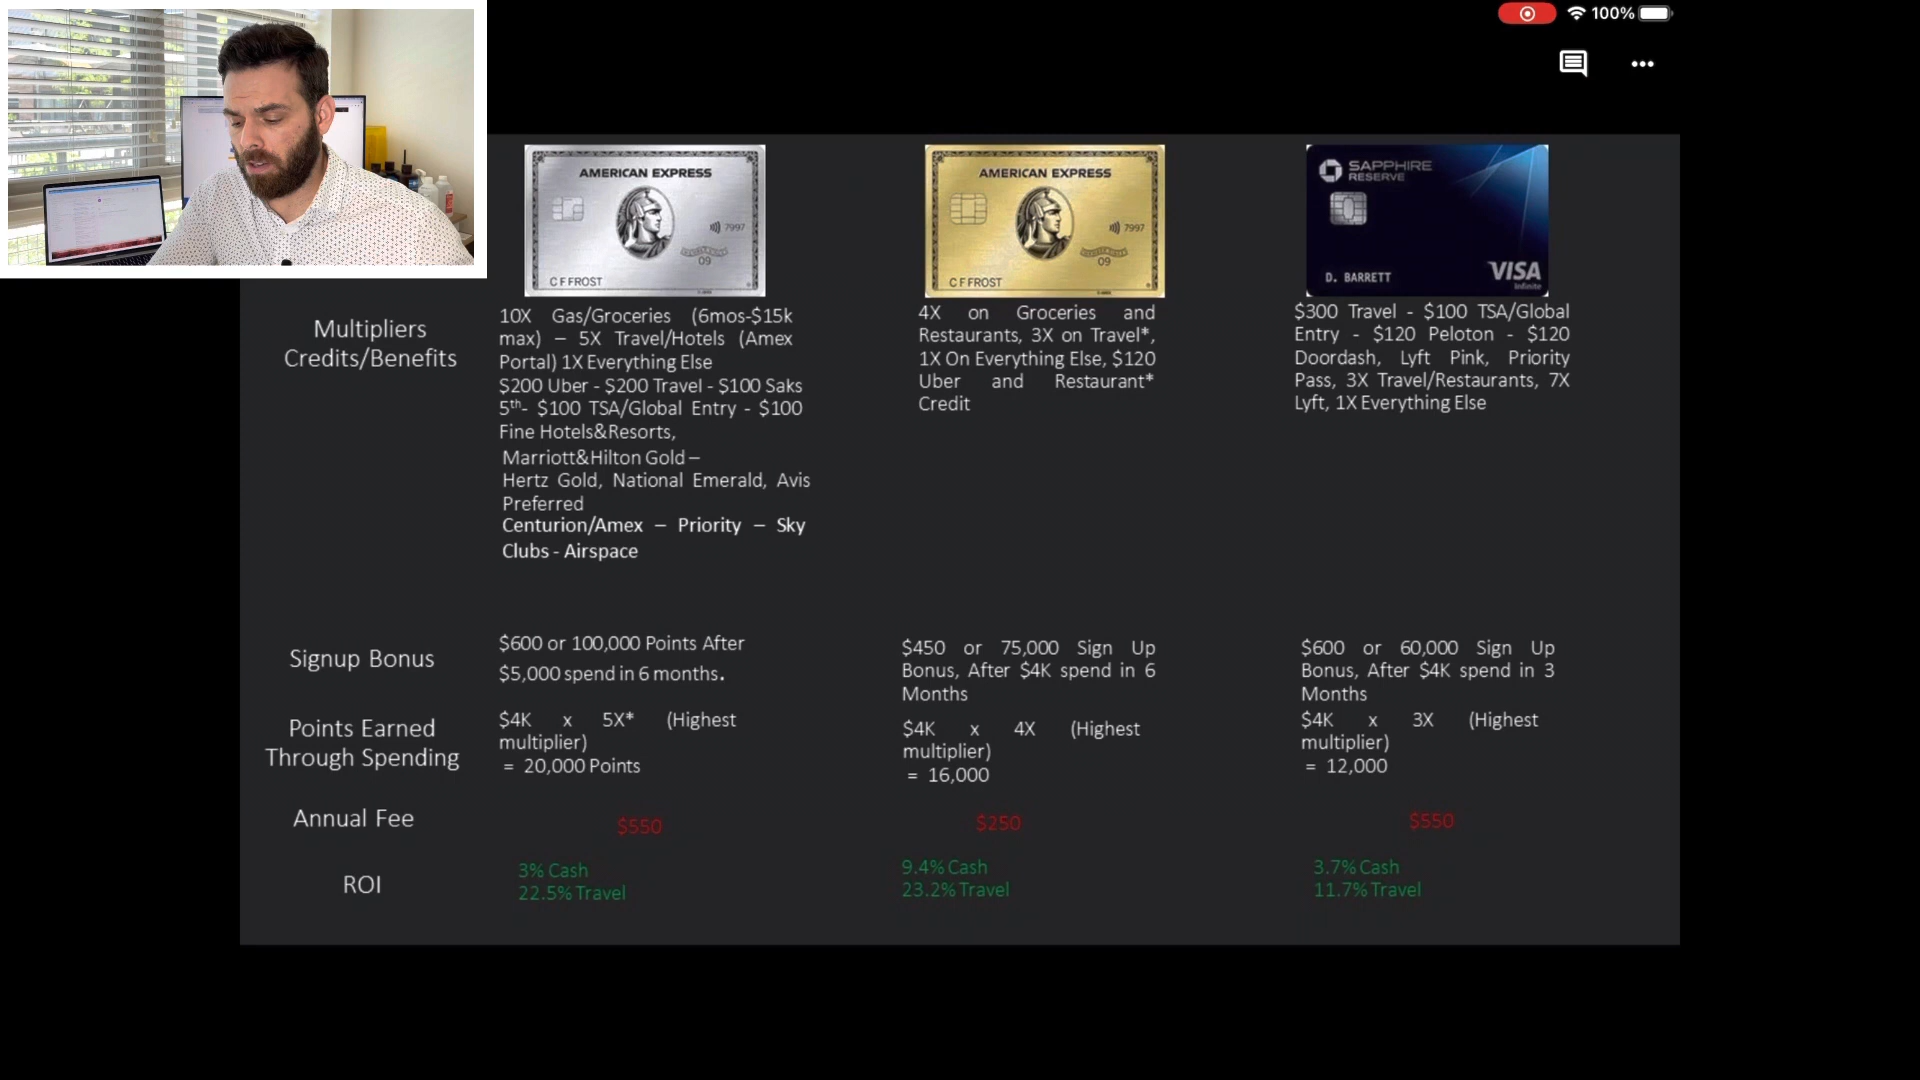 100%
AMERICAN EXPRESS
7997
09
C F FROST
AMERICAN EXPRESS
7997
09
C F FROST
SAPPHIRE
RESERVE
D. BARRETT
VISA
Infinite
Multipliers
Credits/Benefits
10X Gas/Groceries (6mos-$15k
max) – 5X Travel/Hotels (Amex
Portal) 1X Everything Else
$200 Uber - $200 Travel - $100 Saks
5th- $100 TSA/Global Entry - $100
Fine Hotels&Resorts,
Marriott&Hilton Gold –
Hertz Gold, National Emerald, Avis
Preferred
Centurion/Amex – Priority – Sky
Clubs - Airspace
4X on Groceries and
Restaurants, 3X on Travel*,
1X On Everything Else, $120
Uber and Restaurant*
Credit
$300 Travel - $100 TSA/Global
Entry - $120 Peloton - $120
Doordash, Lyft Pink, Priority
Pass, 3X Travel/Restaurants, 7X
Lyft, 1X Everything Else
Signup Bonus
$600 or 100,000 Points After
$5,000 spend in 6 months.
$450 or 75,000 Sign Up
Bonus, After $4K spend in 6
Months
$600 or 60,000 Sign Up
Bonus, After $4K spend in 3
Months
Points Earned
Through Spending
$4K x 5X* (Highest
multiplier)
= 20,000 Points
$4K x 4X (Highest
multiplier)
= 16,000
$4K x 3X (Highest
multiplier)
= 12,000
Annual Fee
$550
$250
$550
ROI
3% Cash
22.5% Travel
9.4% Cash
23.2% Travel
3.7% Cash
11.7% Travel